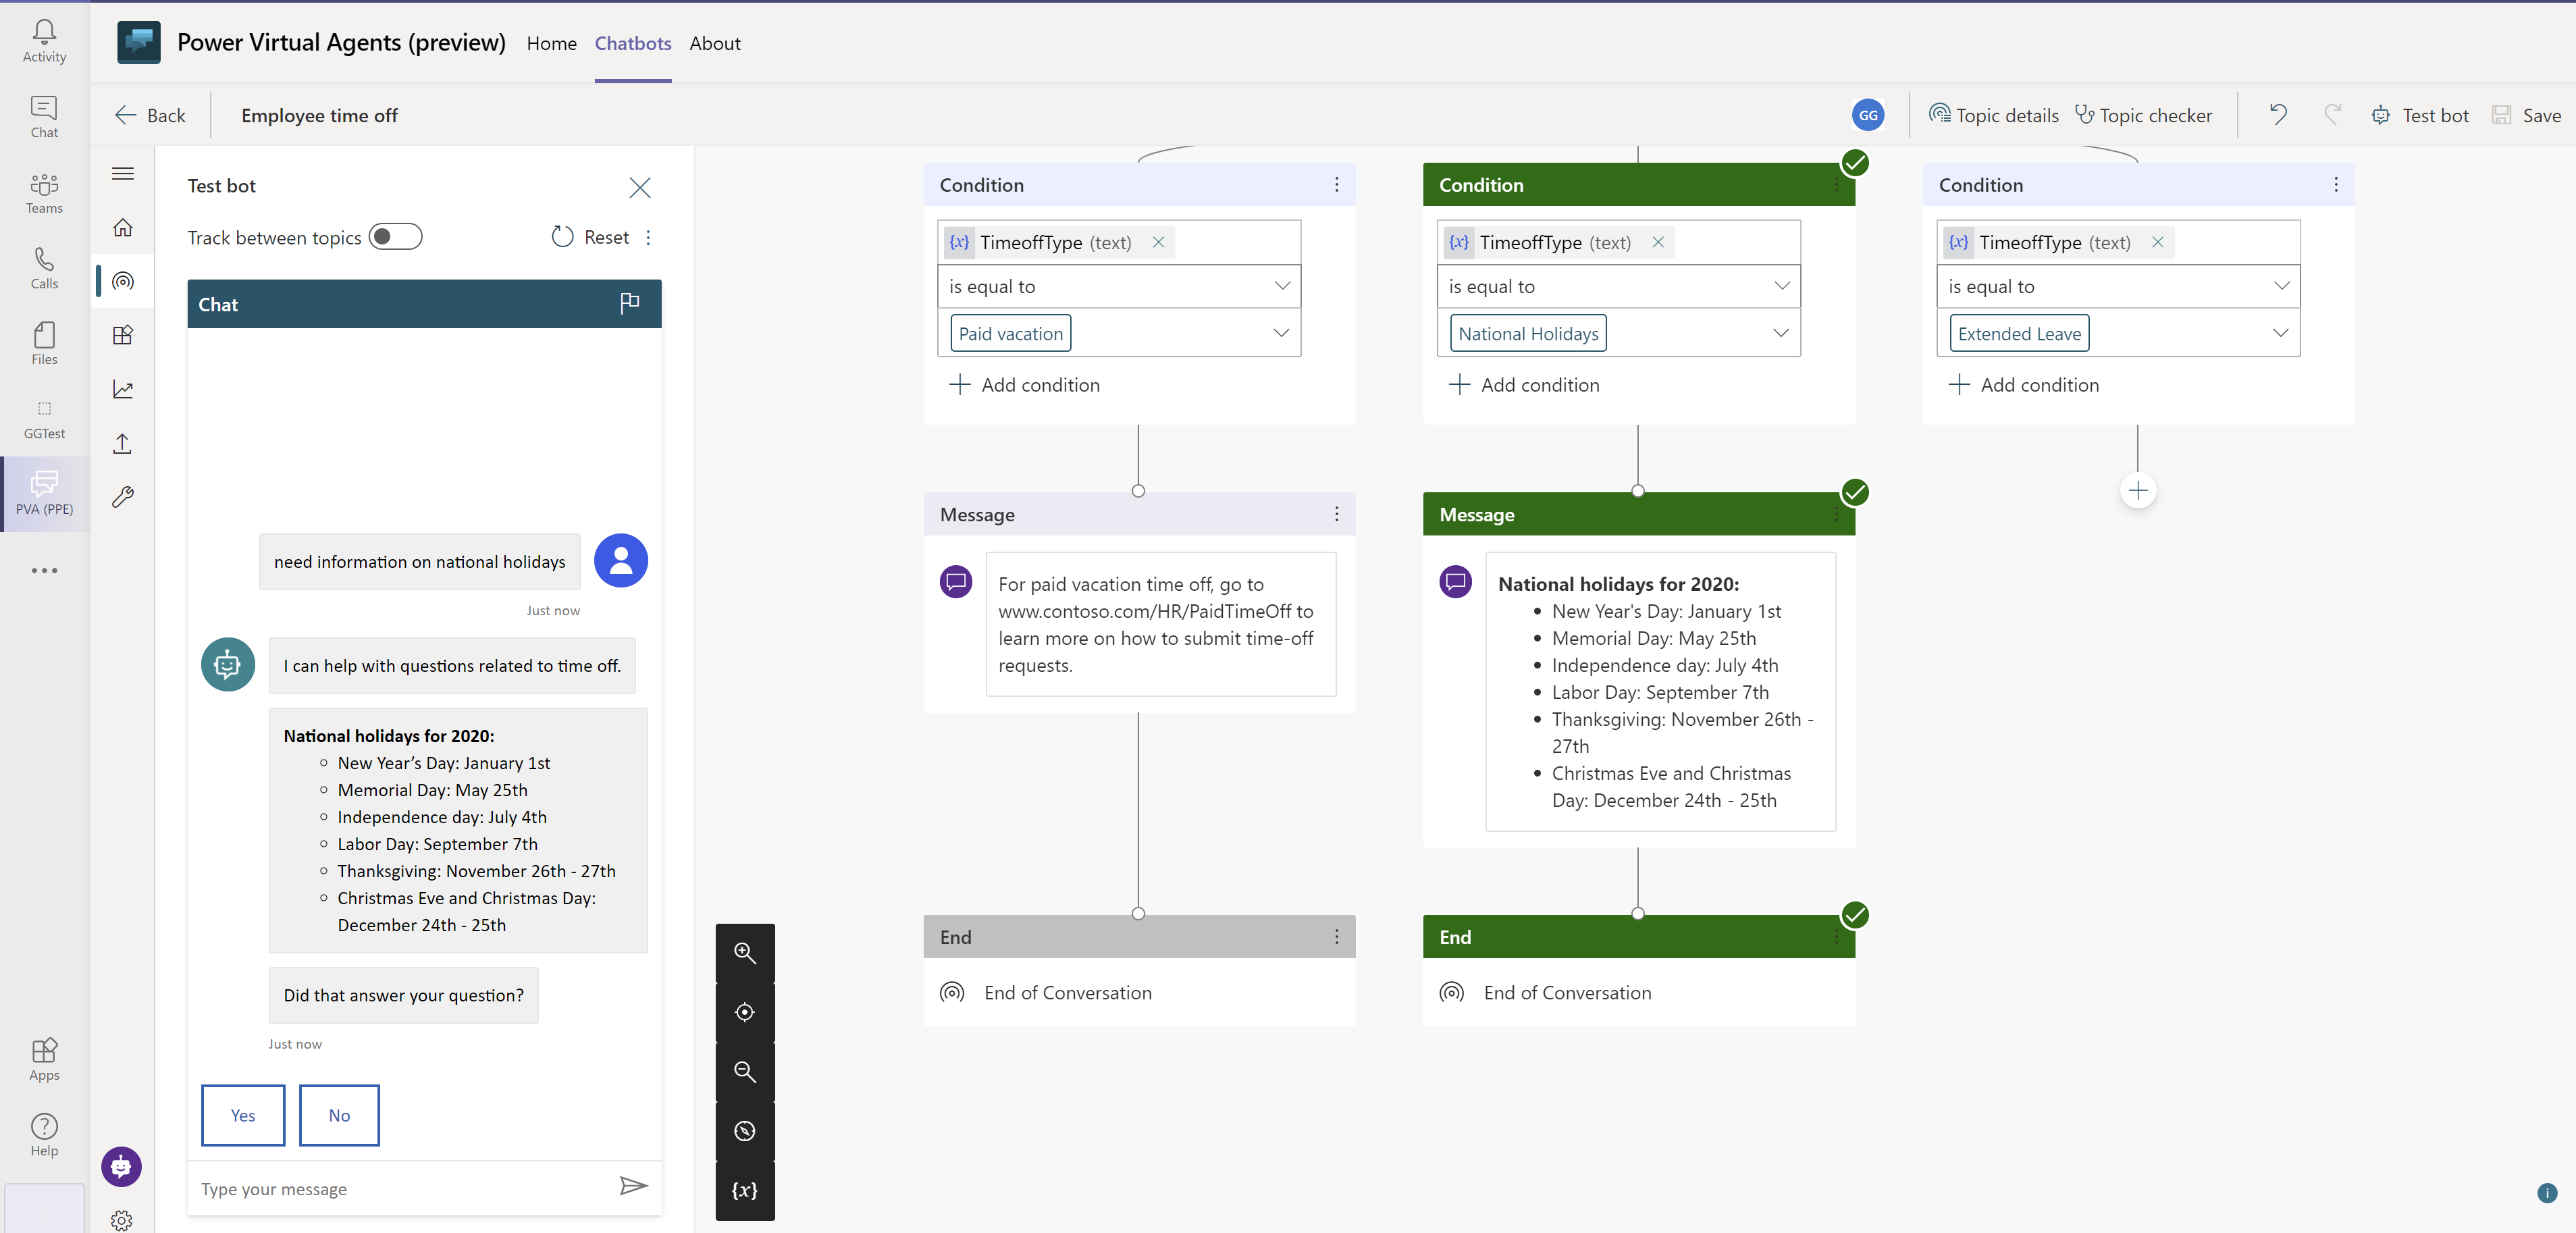 Activity
Chat
Teams
Calls
Files
GGTest
PVA (PPE)
Apps
Help
Power Virtual Agents (preview) Home Chatbots About
Back Employee time off
GG Topic details Topic checker Test bot Save
Test bot
Track between topics Reset
Chat
need information on national holidays
Just now
I can help with questions related to time off.
National holidays for 2020:
New Year’s Day: January 1st
Memorial Day: May 25th
Independence day: July 4th
Labor Day: September 7th
Thanksgiving: November 26th - 27th
Christmas Eve and Christmas Day:
December 24th - 25th
Did that answer your question?
Just now
Yes No
Type your message
{x}
Condition
{x} TimeoffType (text)
is equal to
Paid vacation
Add condition
Message
For paid vacation time off, go to
www.contoso.com/HR/PaidTimeOff to
learn more on how to submit time-off
requests.
End
End of Conversation
Condition
{x} TimeoffType (text)
is equal to
National Holidays
Add condition
Message
National holidays for 2020:
New Year's Day: January 1st
Memorial Day: May 25th
Independence day: July 4th
Labor Day: September 7th
Thanksgiving: November 26th -
27th
Christmas Eve and Christmas
Day: December 24th - 25th
End
End of Conversation
Condition
{x} TimeoffType (text)
is equal to
Extended Leave
Add condition